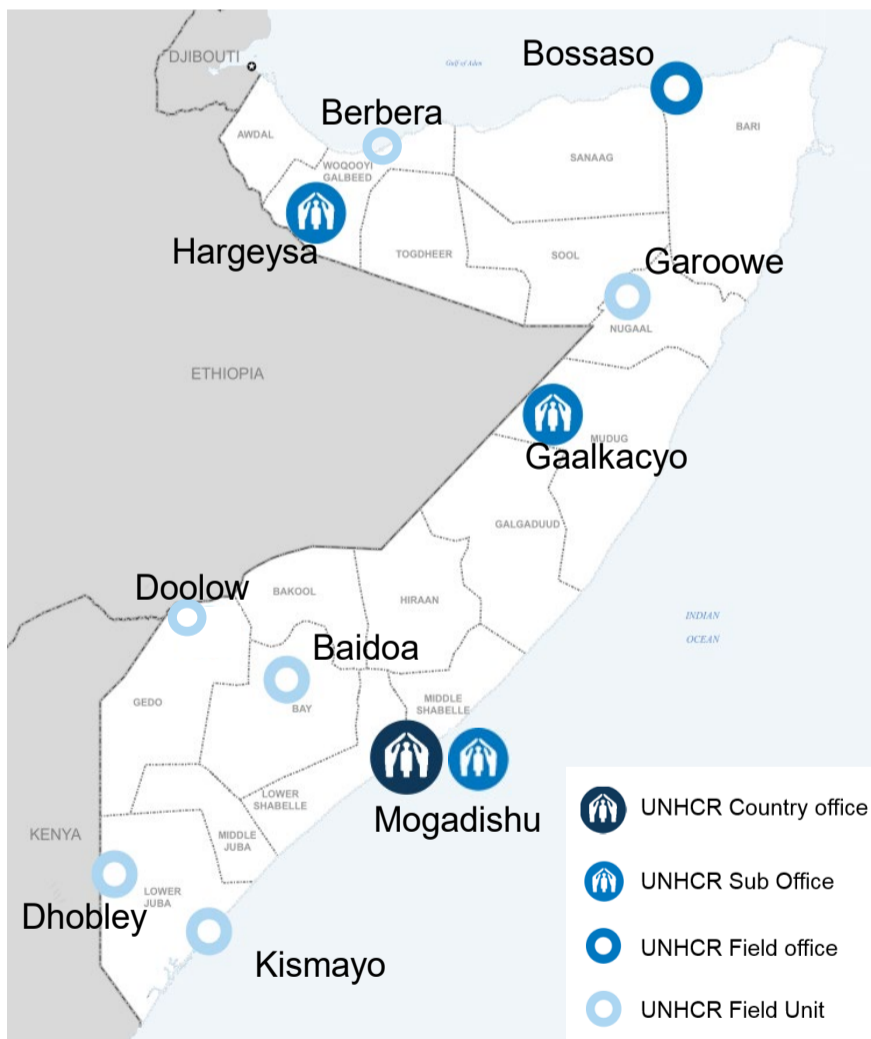 DJIBOUTI
Gulf of Aden
Bossaso
Berbera
AWDAL
BARI
WOQOOYI
GALBEED
SANAAG
Hargeysa
TOGDHEER
SOOL
Garoowe
NUGAAL
ETHIOPIA
MUDUG
Gaalkacyo
GALGADUUD
Doolow
BAKOOL
HIRAAN
INDIAN
OCEAN
Baidoa
GEDO
BAY
MIDDLE
SHABELLE
LOWER
SHABELLE
Mogadishu
KENYA
MIDDLE
JUBA
LOWER
JUBA
Dhobley
Kismayo
UNHCR Country office
UNHCR Sub Office
UNHCR Field office
UNHCR Field Unit